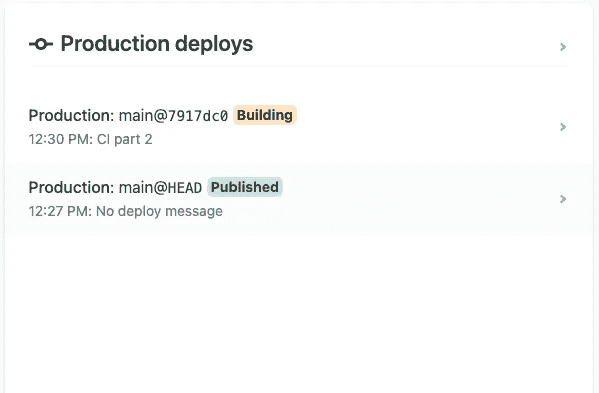 Production deploys
Production: main@7917dc0 Building
12:30 PM: CI part 2
Production: main@HEAD Published
12:27 PM: No deploy message